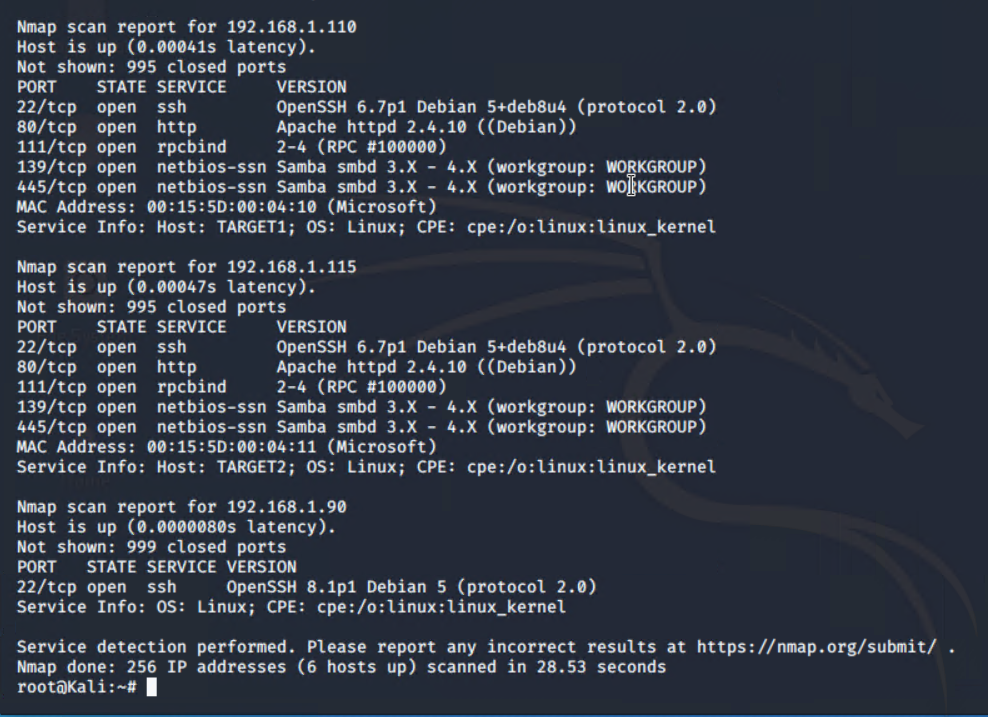 Nmap scan report for 192.168.1.110
Host is up (0.00041s latency).
Not shown: 995 closed ports
PORT    STATE SERVICE     VERSION
22/tcp  open  ssh         OpenSSH 6.7p1 Debian 5+deb8u4 (protocol 2.0)
80/tcp  open  http        Apache httpd 2.4.10 ((Debian))
111/tcp open  rpcbind     2-4 (RPC #100000)
139/tcp open  netbios-ssn Samba smbd 3.X - 4.X (workgroup: WORKGROUP)
445/tcp open  netbios-ssn Samba smbd 3.X - 4.X (workgroup: WORKGROUP)
MAC Address: 00:15:5D:00:04:10 (Microsoft)
Service Info: Host: TARGET1; OS: Linux; CPE: cpe:/o:linux:linux_kernel
Nmap scan report for 192.168.1.115
Host is up (0.00047s latency).
Not shown: 995 closed ports
PORT    STATE SERVICE     VERSION
22/tcp  open  ssh         OpenSSH 6.7p1 Debian 5+deb8u4 (protocol 2.0)
80/tcp  open  http        Apache httpd 2.4.10 ((Debian))
111/tcp open  rpcbind     2-4 (RPC #100000)
139/tcp open  netbios-ssn Samba smbd 3.X - 4.X (workgroup: WORKGROUP)
445/tcp open  netbios-ssn Samba smbd 3.X - 4.X (workgroup: WORKGROUP)
MAC Address: 00:15:5D:00:04:11 (Microsoft)
Service Info: Host: TARGET2; OS: Linux; CPE: cpe:/o:linux:linux_kernel
Nmap scan report for 192.168.1.90
Host is up (0.0000080s latency).
Not shown: 999 closed ports
PORT   STATE SERVICE VERSION
22/tcp open  ssh     OpenSSH 8.1p1 Debian 5 (protocol 2.0)
Service Info: OS: Linux; CPE: cpe:/o:linux:linux_kernel
Service detection performed. Please report any incorrect results at https://nmap.org/submit/ .
Nmap done: 256 IP addresses (6 hosts up) scanned in 28.53 seconds
root@Kali:~#